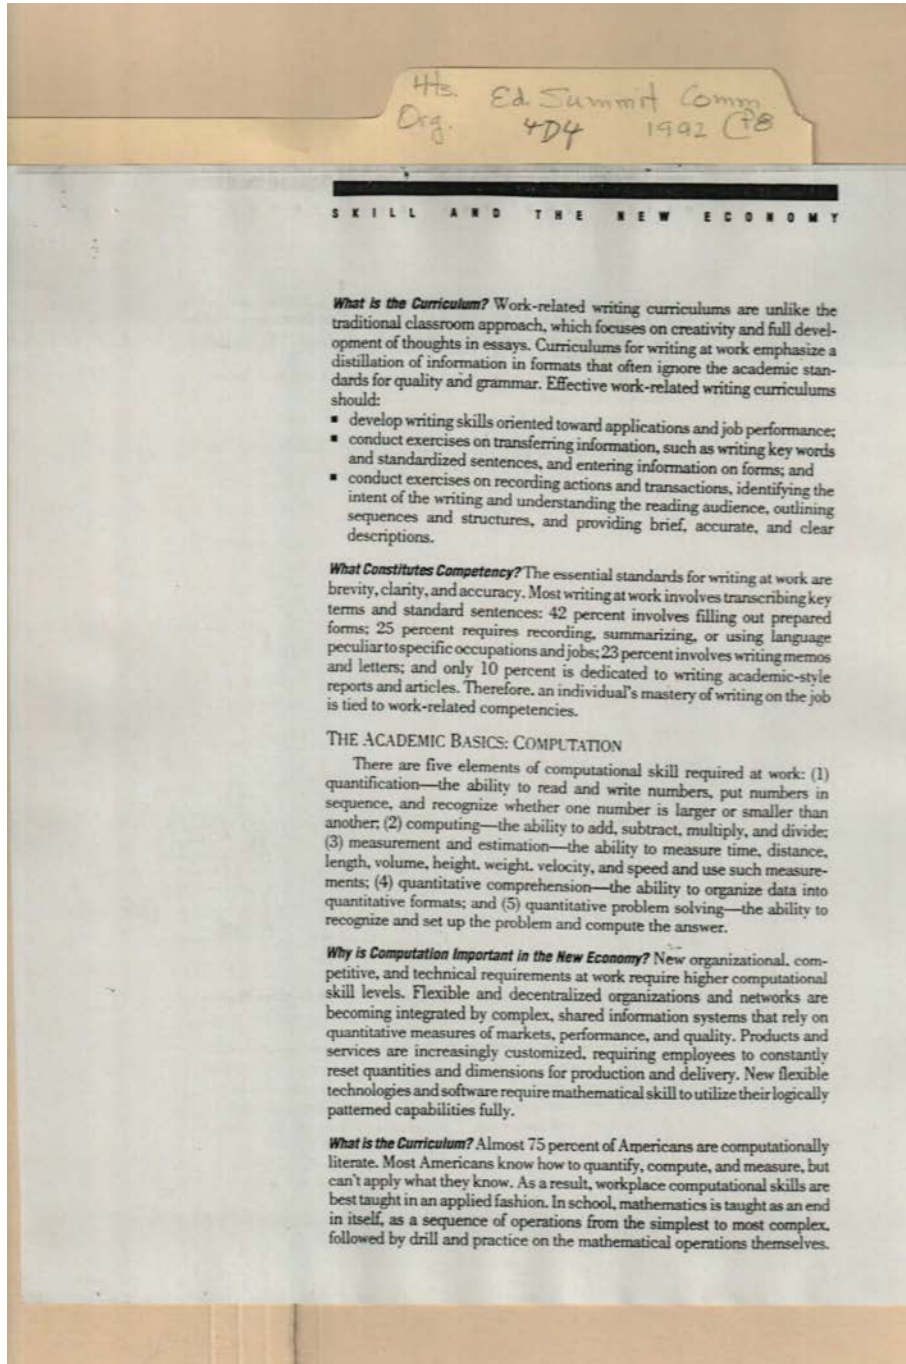 Hs. Ed. Summit Comm
Org. 4D4 1992
SKILL AND THE NEW ECONOMY
What is the Curriculum? Work-related writing curriculums are unlike the
traditional classroom approach, which focuses on creativity and full devel-
opment of thoughts in essays. Curriculums for writing at work emphasize a
distillation of information in formats that often ignore the academic stan-
dards for quality and grammar. Effective work-related writing curriculums
should:
▪ develop writing skills oriented toward applications and job performance;
▪ conduct exercises on transferring information, such as writing key words
and standardized sentences, and entering information on forms; and
▪ conduct exercises on recording actions and transactions, identifying the
intent of the writing and understanding the reading audience, outlining
sequences and structures, and providing brief, accurate, and clear
descriptions.
What Constitutes Competency? The essential standards for writing at work are
brevity, clarity, and accuracy. Most writing at work involves transcribing key
terms and standard sentences: 42 percent involves filling out prepared
forms; 25 percent requires recording, summarizing, or using language
peculiar to specific occupations and jobs; 23 percent involves writing memos
and letters; and only 10 percent is dedicated to writing academic-style
reports and articles. Therefore, an individual's mastery of writing on the job
is tied to work-related competencies.
THE ACADEMIC BASICS: COMPUTATION
There are five elements of computational skill required at work: (1)
quantification—the ability to read and write numbers, put numbers in
sequence, and recognize whether one number is larger or smaller than
another; (2) computing—the ability to add, subtract, multiply, and divide;
(3) measurement and estimation—the ability to measure time, distance,
length, volume, height, weight, velocity, and speed and use such measure-
ments; (4) quantitative comprehension—the ability to organize data into
quantitative formats; and (5) quantitative problem solving—the ability to
recognize and set up the problem and compute the answer.
Why is Computation Important in the New Economy? New organizational, com-
petitive, and technical requirements at work require higher computational
skill levels. Flexible and decentralized organizations and networks are
becoming integrated by complex, shared information systems that rely on
quantitative measures of markets, performance, and quality. Products and
services are increasingly customized, requiring employees to constantly
reset quantities and dimensions for production and delivery. New flexible
technologies and software require mathematical skill to utilize their logically
patterned capabilities fully.
What is the Curriculum? Almost 75 percent of Americans are computationally
literate. Most Americans know how to quantify, compute, and measure, but
can't apply what they know. As a result, workplace computational skills are
best taught in an applied fashion. In school, mathematics is taught as an end
in itself, as a sequence of operations from the simplest to most complex,
followed by drill and practice on the mathematical operations themselves.